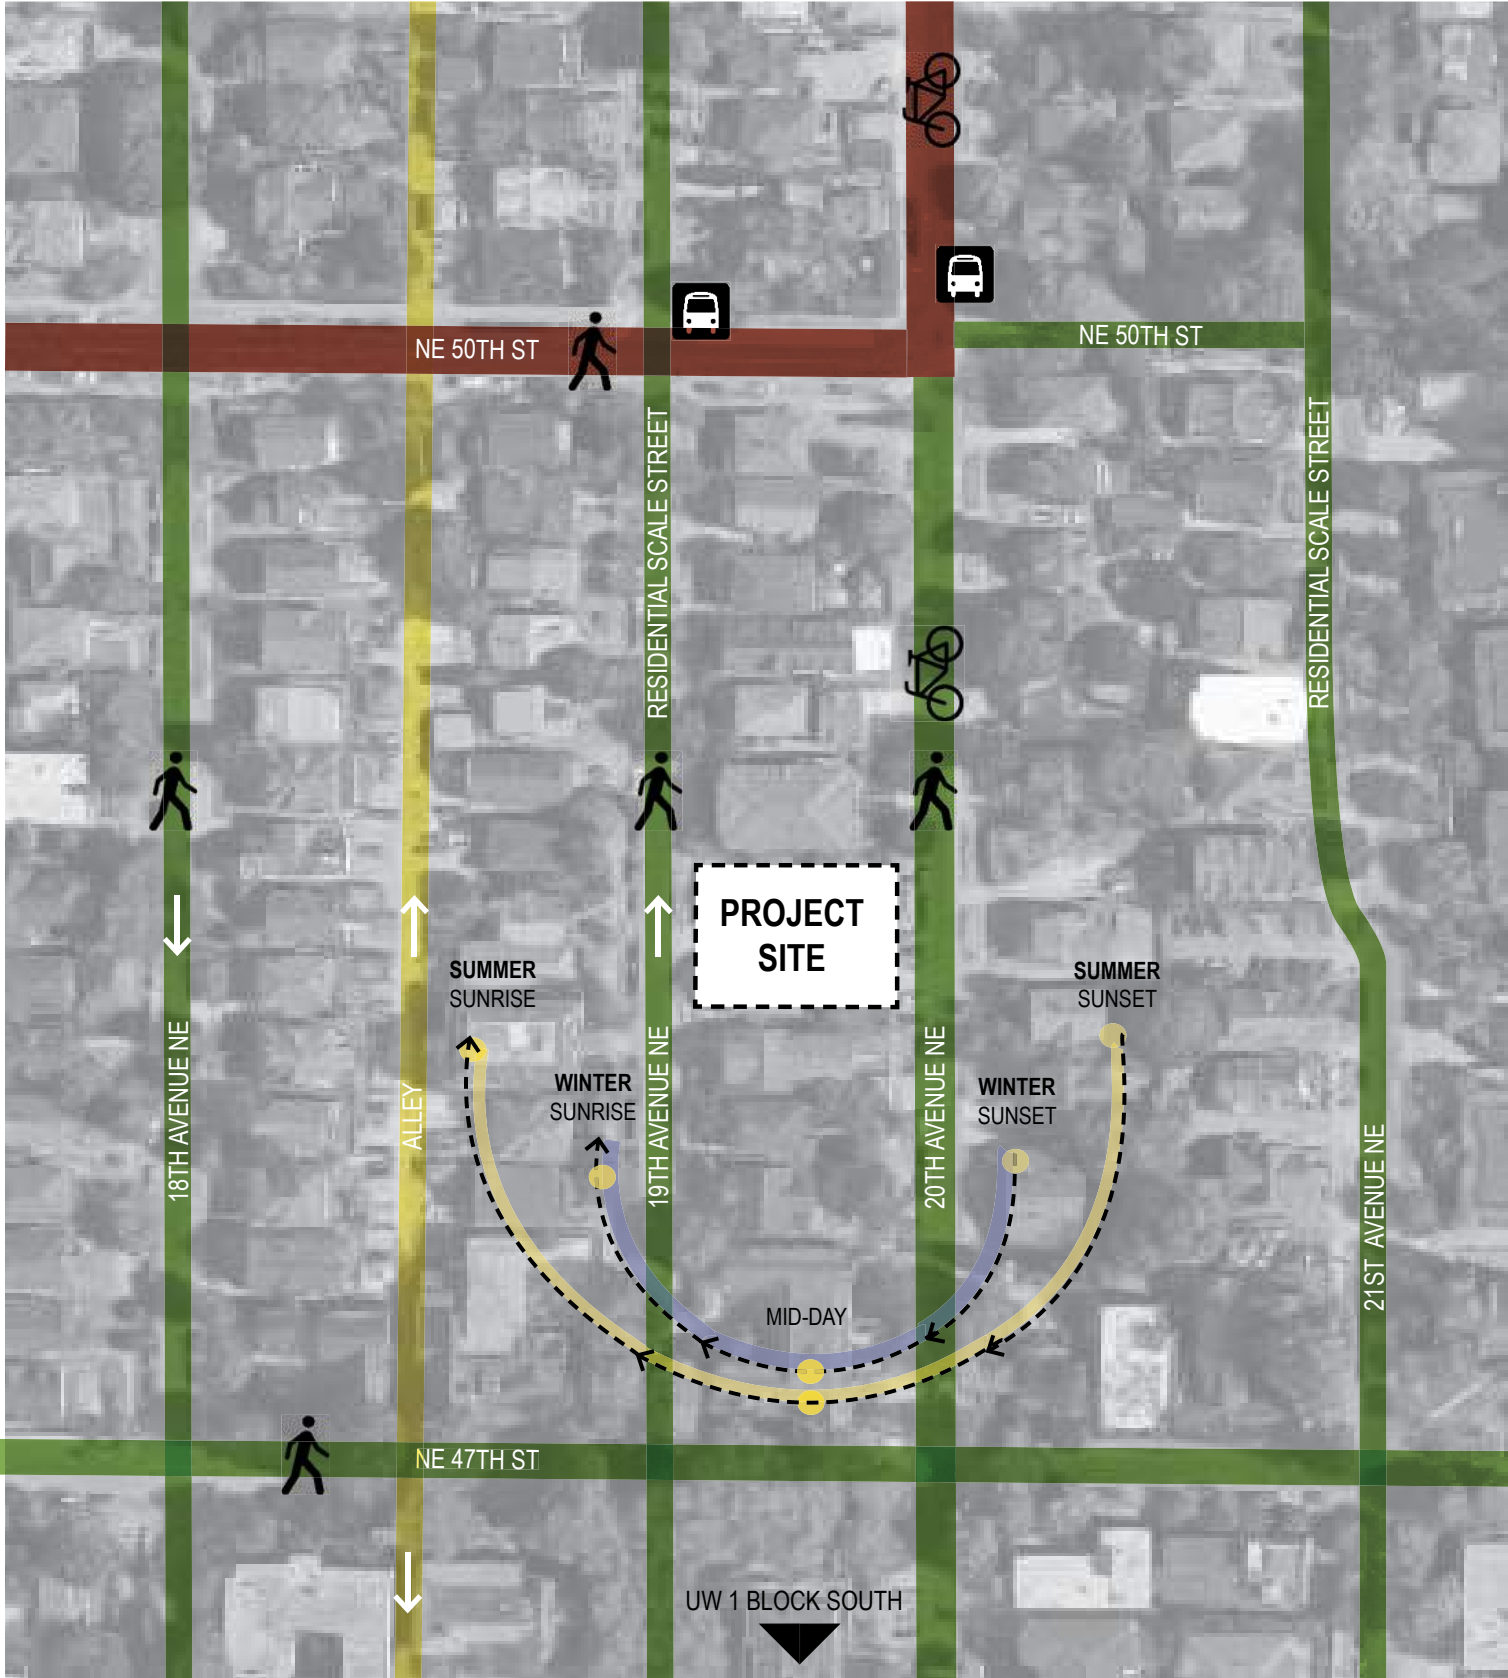 NE 50TH ST
NE 50TH ST
RESIDENTIAL SCALE STREET
RESIDENTIAL SCALE STREET
PROJECT
SITE
SUMMER
SUNRISE
SUMMER
SUNSET
WINTER
SUNRISE
WINTER
SUNSET
18TH AVENUE NE
ALLEY
19TH AVENUE NE
20TH AVENUE NE
21ST AVENUE NE
MID-DAY
NE 47TH ST
UW 1 BLOCK SOUTH